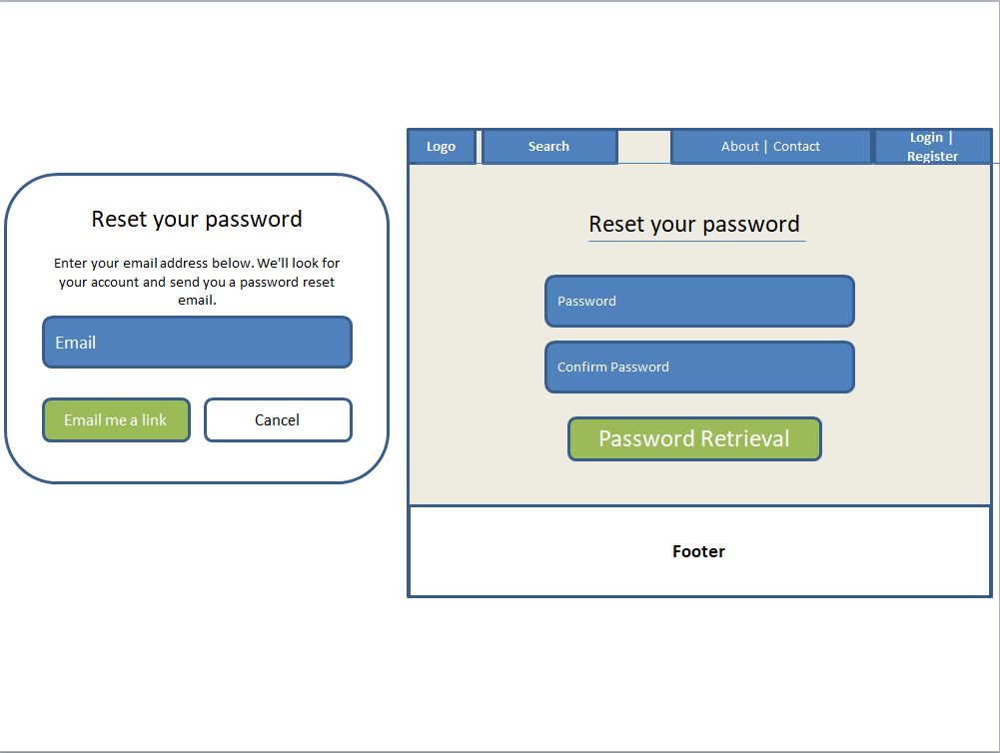 Reset your password
Enter your email address below. We'll look for
your account and send you a password reset
email.
Email
Email me a link
Cancel
Logo
Search
About | Contact
Login |
Register
Reset your password
Password
Confirm Password
Password Retrieval
Footer